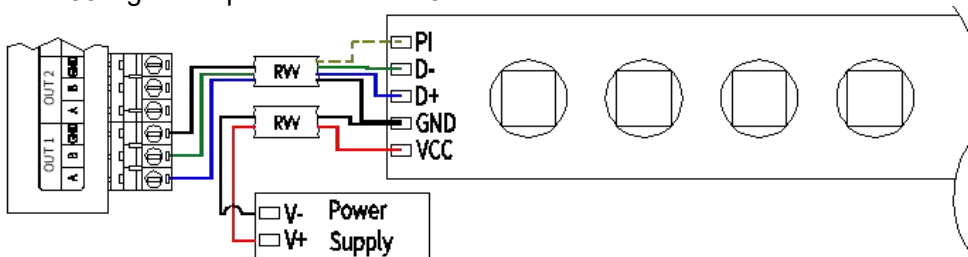 OUT 2
GND
B
A
OUT 1
GND
B
A
RW
RW
PI
D-
D+
GND
VCC
V-
V+
Power
Supply